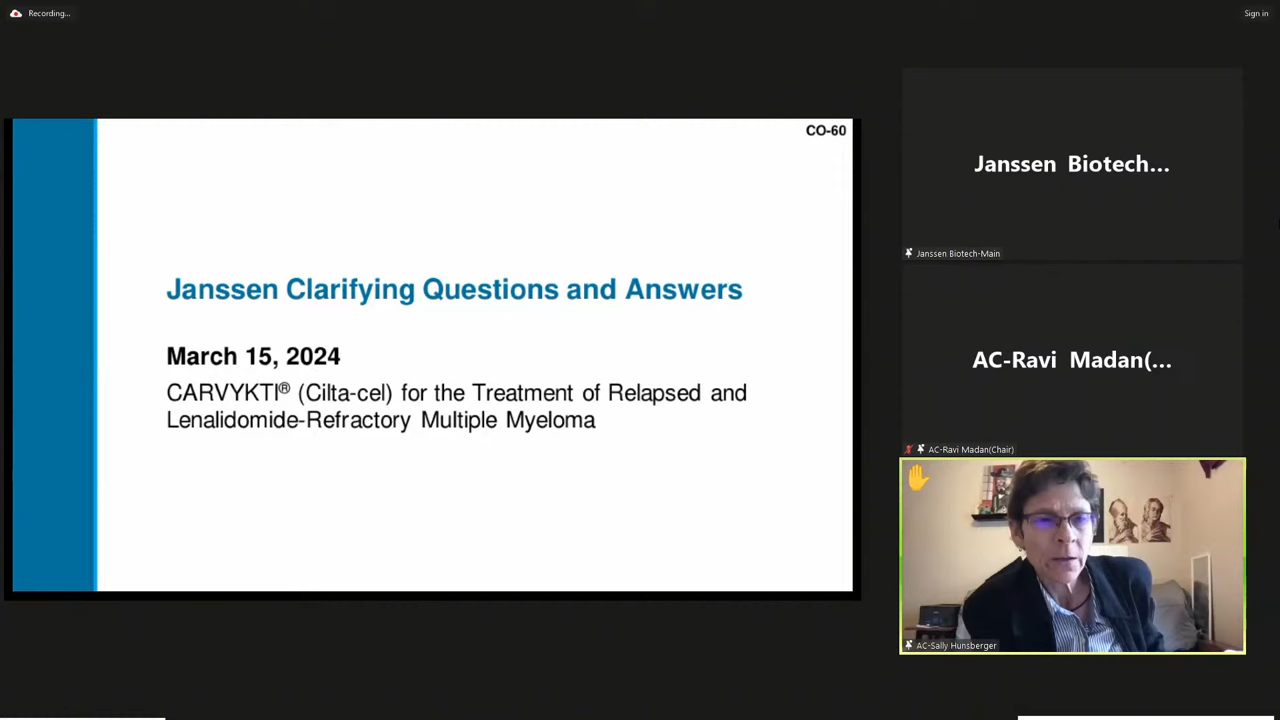 Recording...
Sign in
CO-60
Janssen Clarifying Questions and Answers
March 15, 2024
CARVYKTI® (Cilta-cel) for the Treatment of Relapsed and
Lenalidomide-Refractory Multiple Myeloma
Janssen Biotech...
Janssen Biotech-Main
AC-Ravi Madan(...
AC-Ravi Madan(Chair)
AC-Sally Hunsberger